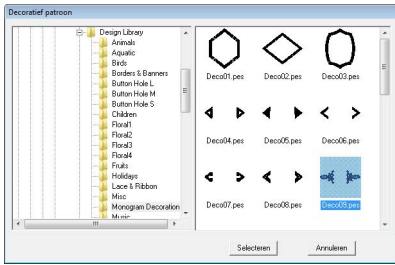 Decoratief patroon
Design Library
Animals
Aquatic
Birds
Borders & Banners
Button Hole L
Button Hole M
Button Hole S
Children
Floral1
Floral2
Floral3
Floral4
Fruits
Holidays
Lace & Ribbon
Misc
Monogram Decoration
Music
Deco01.pes Deco02.pes Deco03.pes
Deco04.pes Deco05.pes Deco06.pes
Deco07.pes Deco08.pes Deco09.pes
Selecteren Annuleren